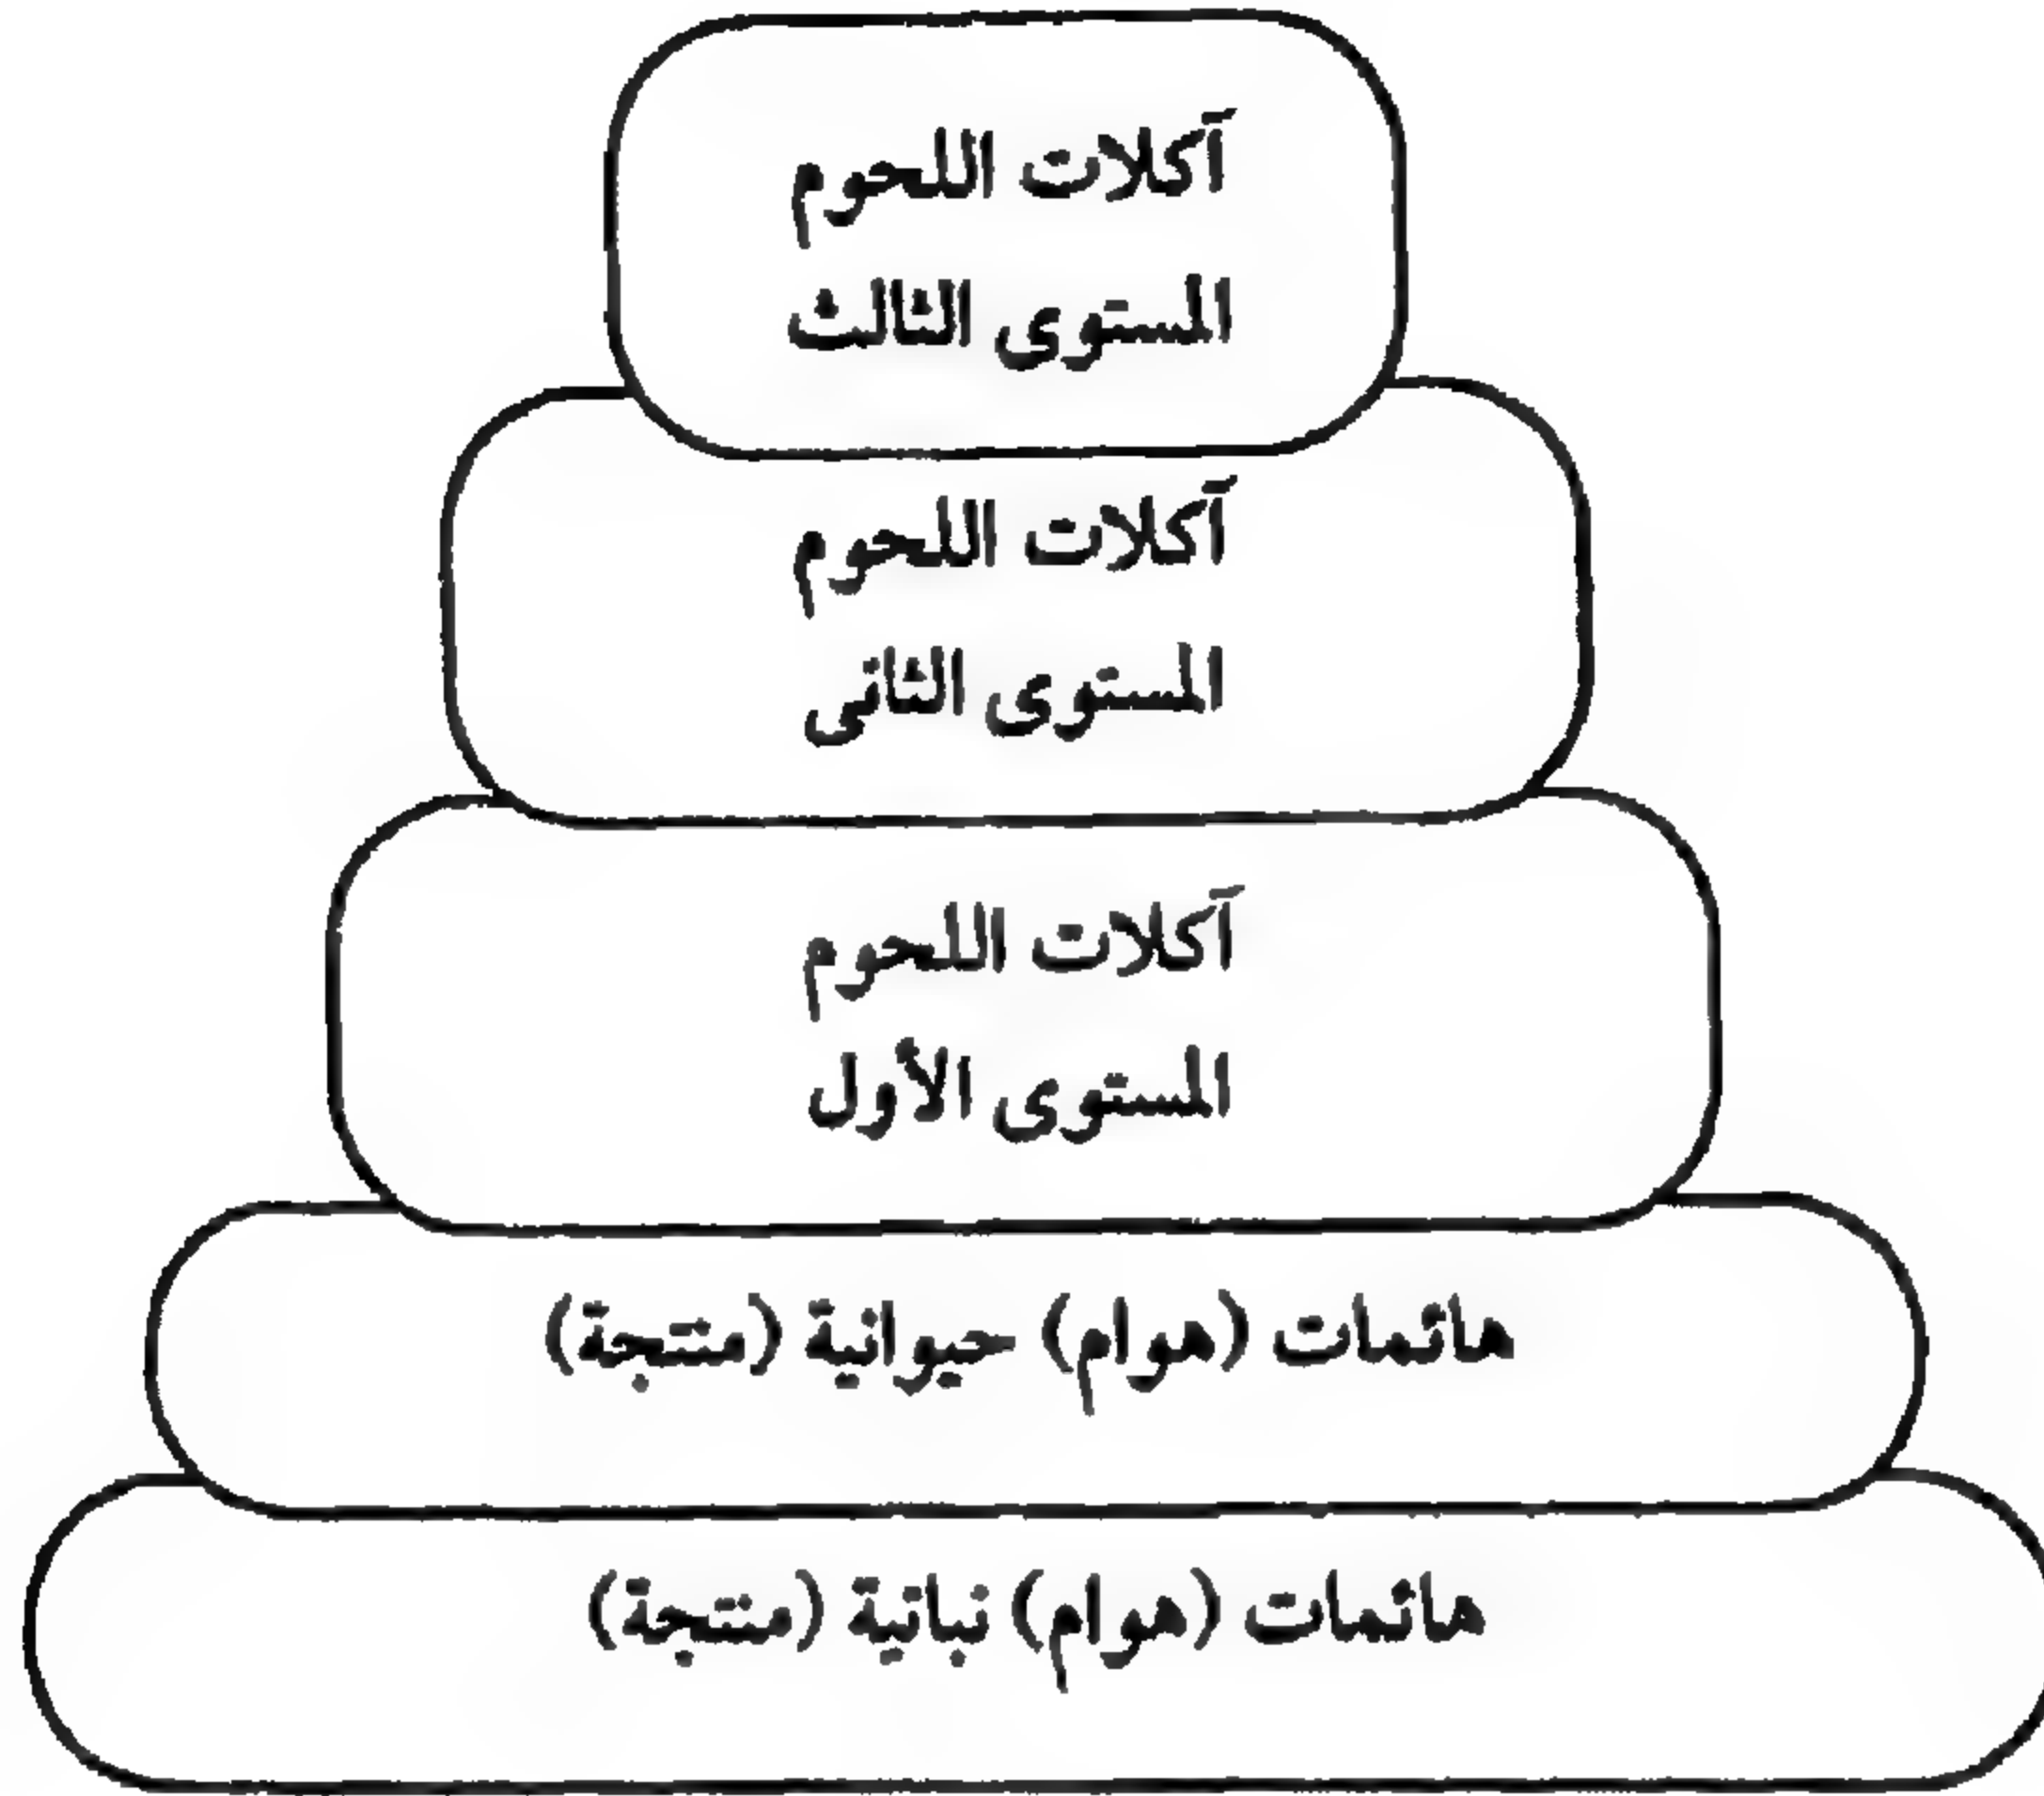 آكلات اللحوم
المستوى الثالث
آكلات اللحوم
المستوى الثانى
آكلات اللحوم
المستوى الأول
هائمات (هوام) حيوانية (منتجة)
هائمات (هوام) نباتية (منتجة)